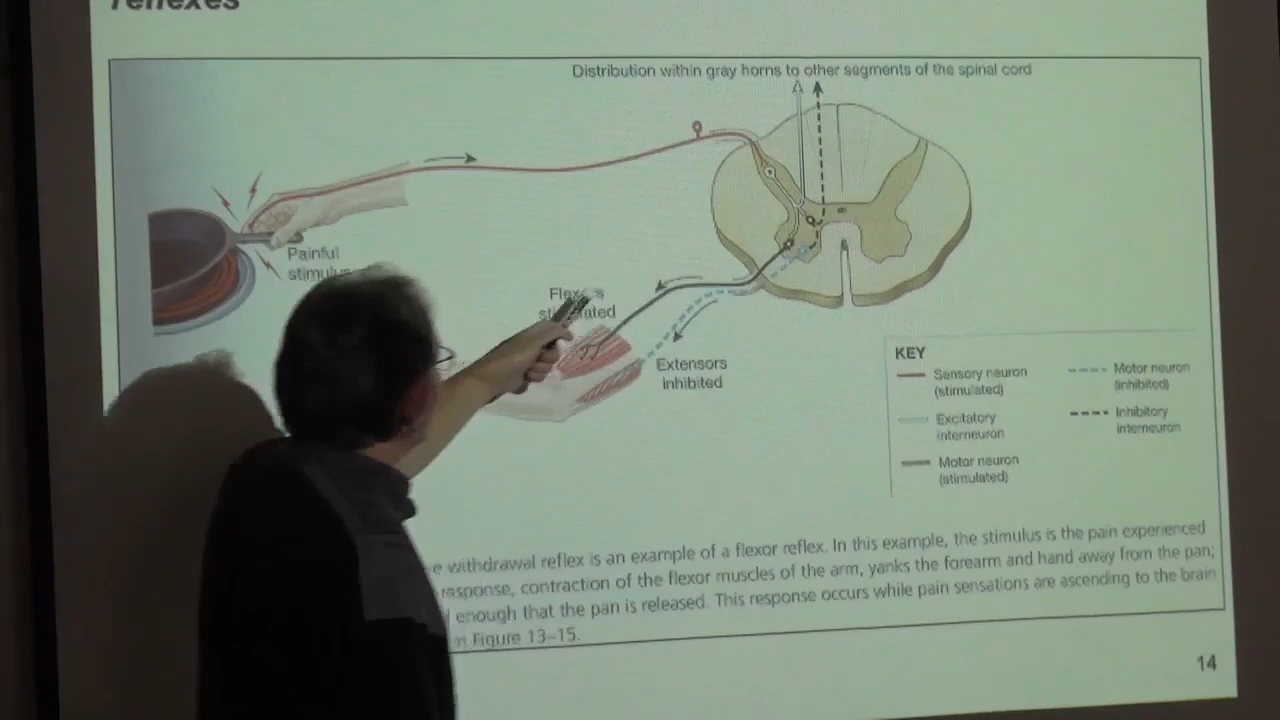 reflexes
Distribution within gray horns to other segments of the spinal cord
Painful
stimulus
Flexors
stimulated
Extensors
inhibited
KEY
Sensory neuron
(stimulated)
Excitatory
interneuron
Motor neuron
(stimulated)
Motor neuron
(inhibited)
Inhibitory
interneuron
e withdrawal reflex is an example of a flexor reflex. In this example, the stimulus is the pain experienced
response, contraction of the flexor muscles of the arm, yanks the forearm and hand away from the pan;
enough that the pan is released. This response occurs while pain sensations are ascending to the brain
Figure 13–15.
14